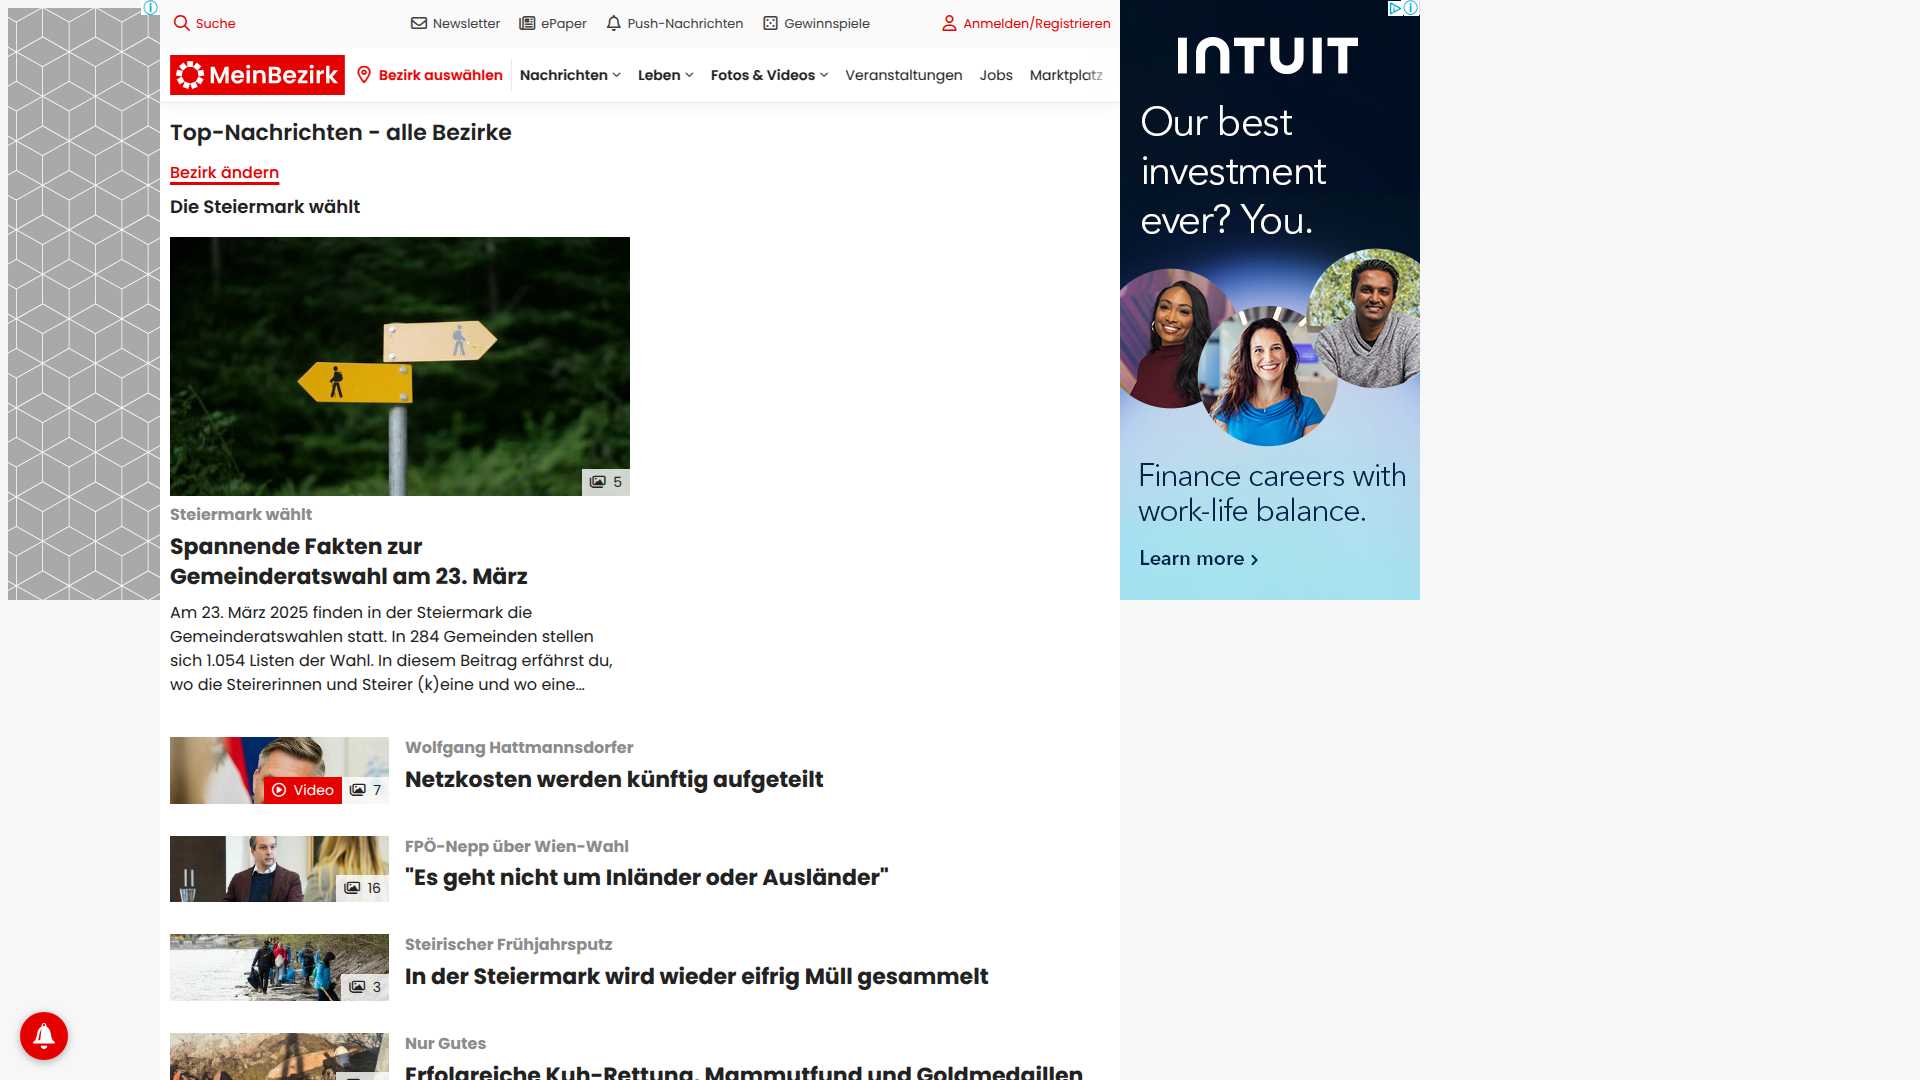 Suche
Newsletter
ePaper
Push-Nachrichten
Gewinnspiele
Anmelden/Registrieren
MeinBezirk
Bezirk auswählen
Nachrichten
Leben
Fotos & Videos
Veranstaltungen
Jobs
Marktplatz
Top-Nachrichten - alle Bezirke
Bezirk ändern
Die Steiermark wählt
5
Steiermark wählt
Spannende Fakten zur
Gemeinderatswahl am 23. März
Am 23. März 2025 finden in der Steiermark die
Gemeinderatswahlen statt. In 284 Gemeinden stellen
sich 1.054 Listen der Wahl. In diesem Beitrag erfährst du,
wo die Steirerinnen und Steirer (k)eine und wo eine...
Video
7
Wolfgang Hattmannsdorfer
Netzkosten werden künftig aufgeteilt
16
FPÖ-Nepp über Wien-Wahl
"Es geht nicht um Inländer oder Ausländer"
3
Steirischer Frühjahrsputz
In der Steiermark wird wieder eifrig Müll gesammelt
Nur Gutes
Erfolgreiche Kuh-Rettung, Mammutfund und Goldmedaillen
INTUIT
Our best
investment
ever? You.
Finance careers with
work-life balance.
Learn more >